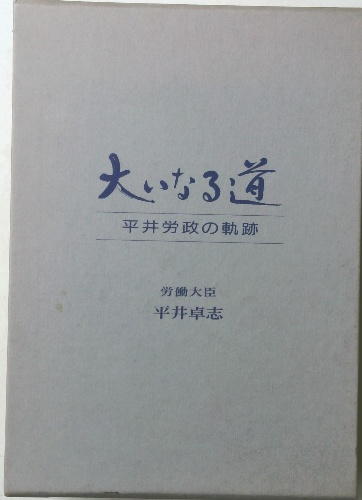 大いなる道
平井労政の軌跡
労働大臣
平井卓志